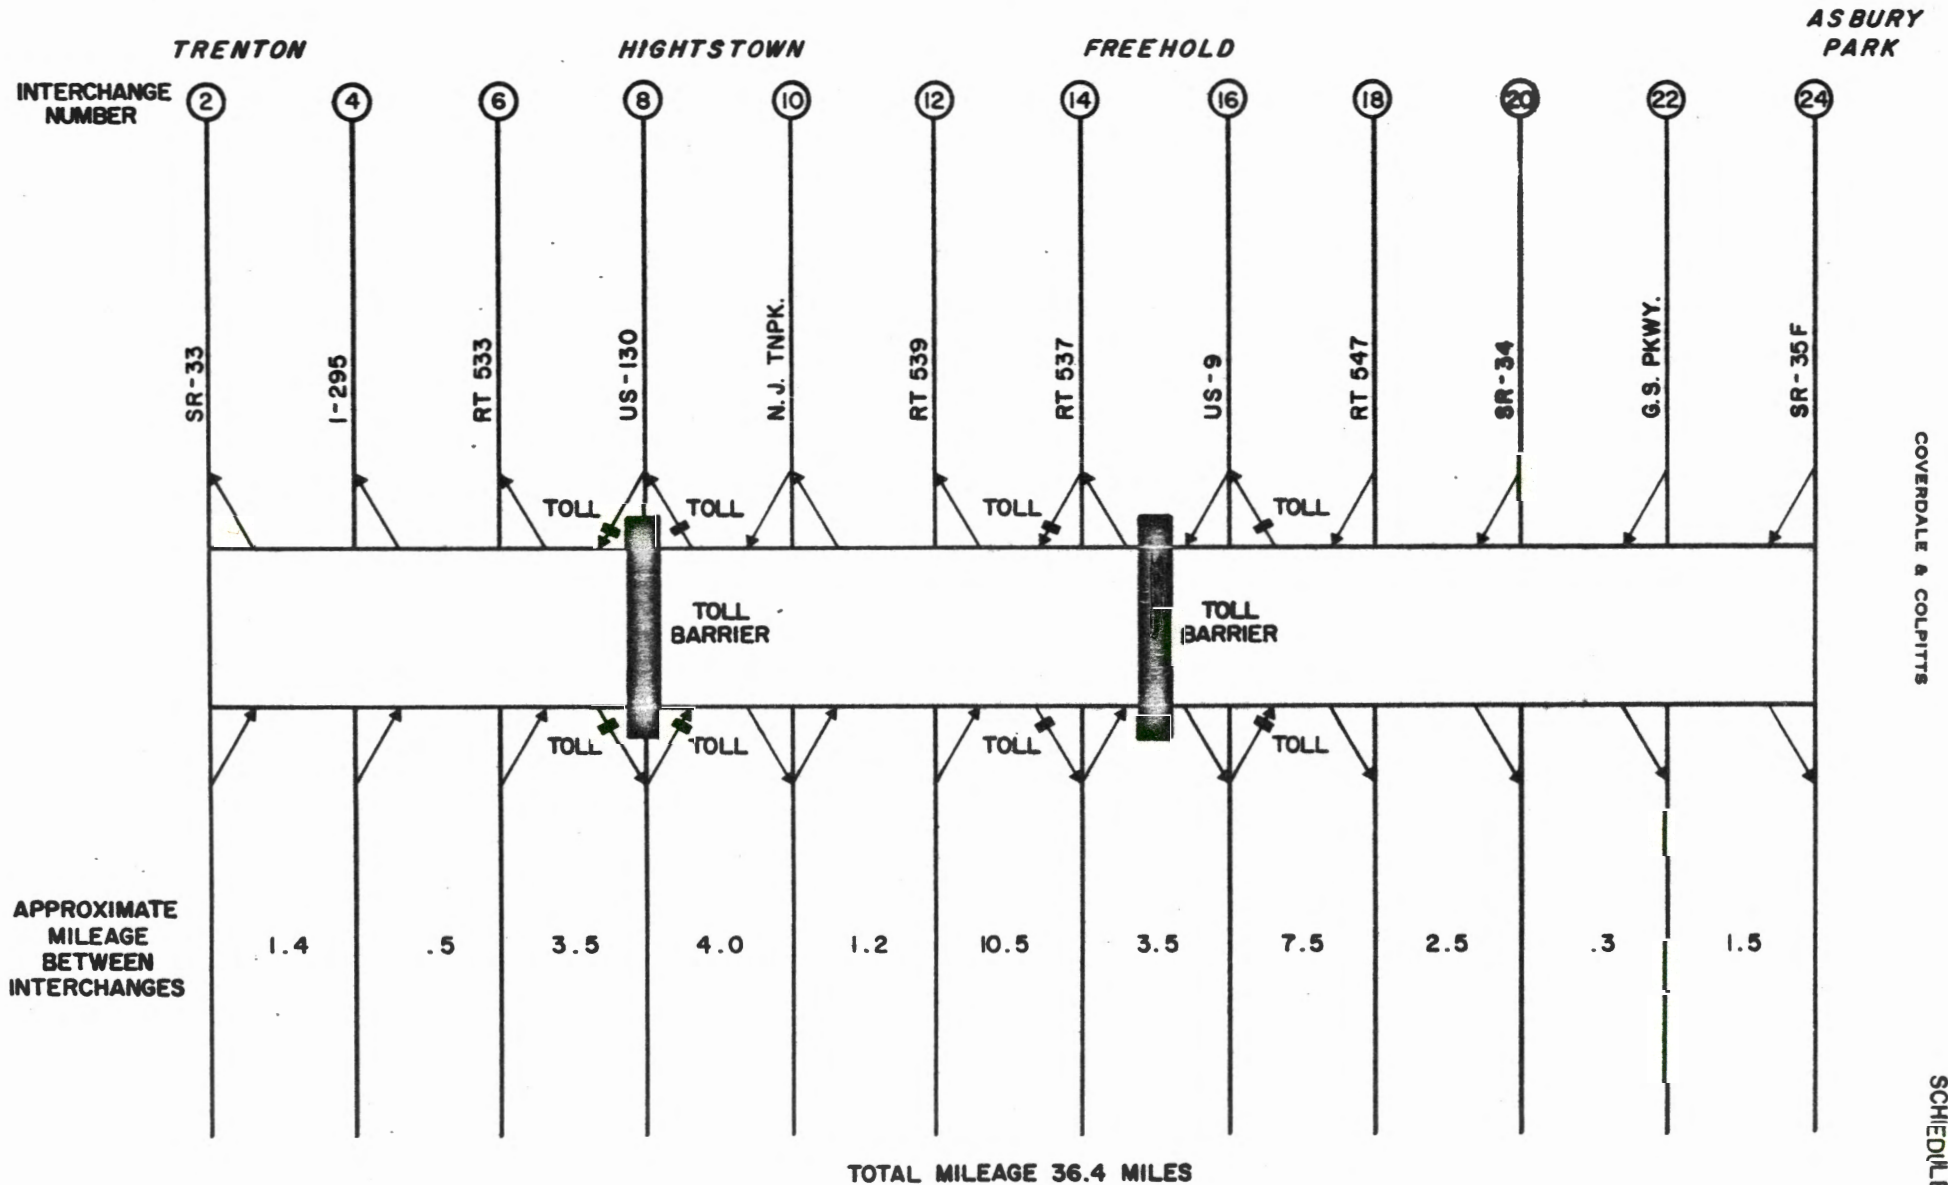 ASBURY
PARK
TRENTON
HIGHTSTOWN
FREEHOLD
INTERCHANGE
NUMBER
2 4 6 8 10 12 14 16 18 20 22 24
SR-33
I-295
RT 533
US-130
N.J. TNPK.
RT 539
RT 537
US-9
RT 547
SR-34
G.S. PKWY.
SR-35F
TOLL TOLL TOLL TOLL
TOLL
BARRIER
TOLL
BARRIER
TOLL TOLL TOLL TOLL
APPROXIMATE
MILEAGE
BETWEEN
INTERCHANGES
1.4 .5 3.5 4.0 1.2 10.5 3.5 7.5 2.5 .3 1.5
TOTAL MILEAGE 36.4 MILES
COVERDALE & COLPITTS